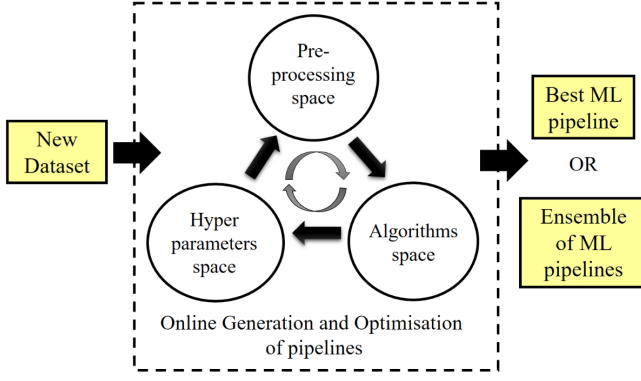 New
Dataset
Pre-
processing
space
Hyper
parameters
space
Algorithms
space
Online Generation and Optimisation
of pipelines
Best ML
pipeline
OR
Ensemble
of ML
pipelines